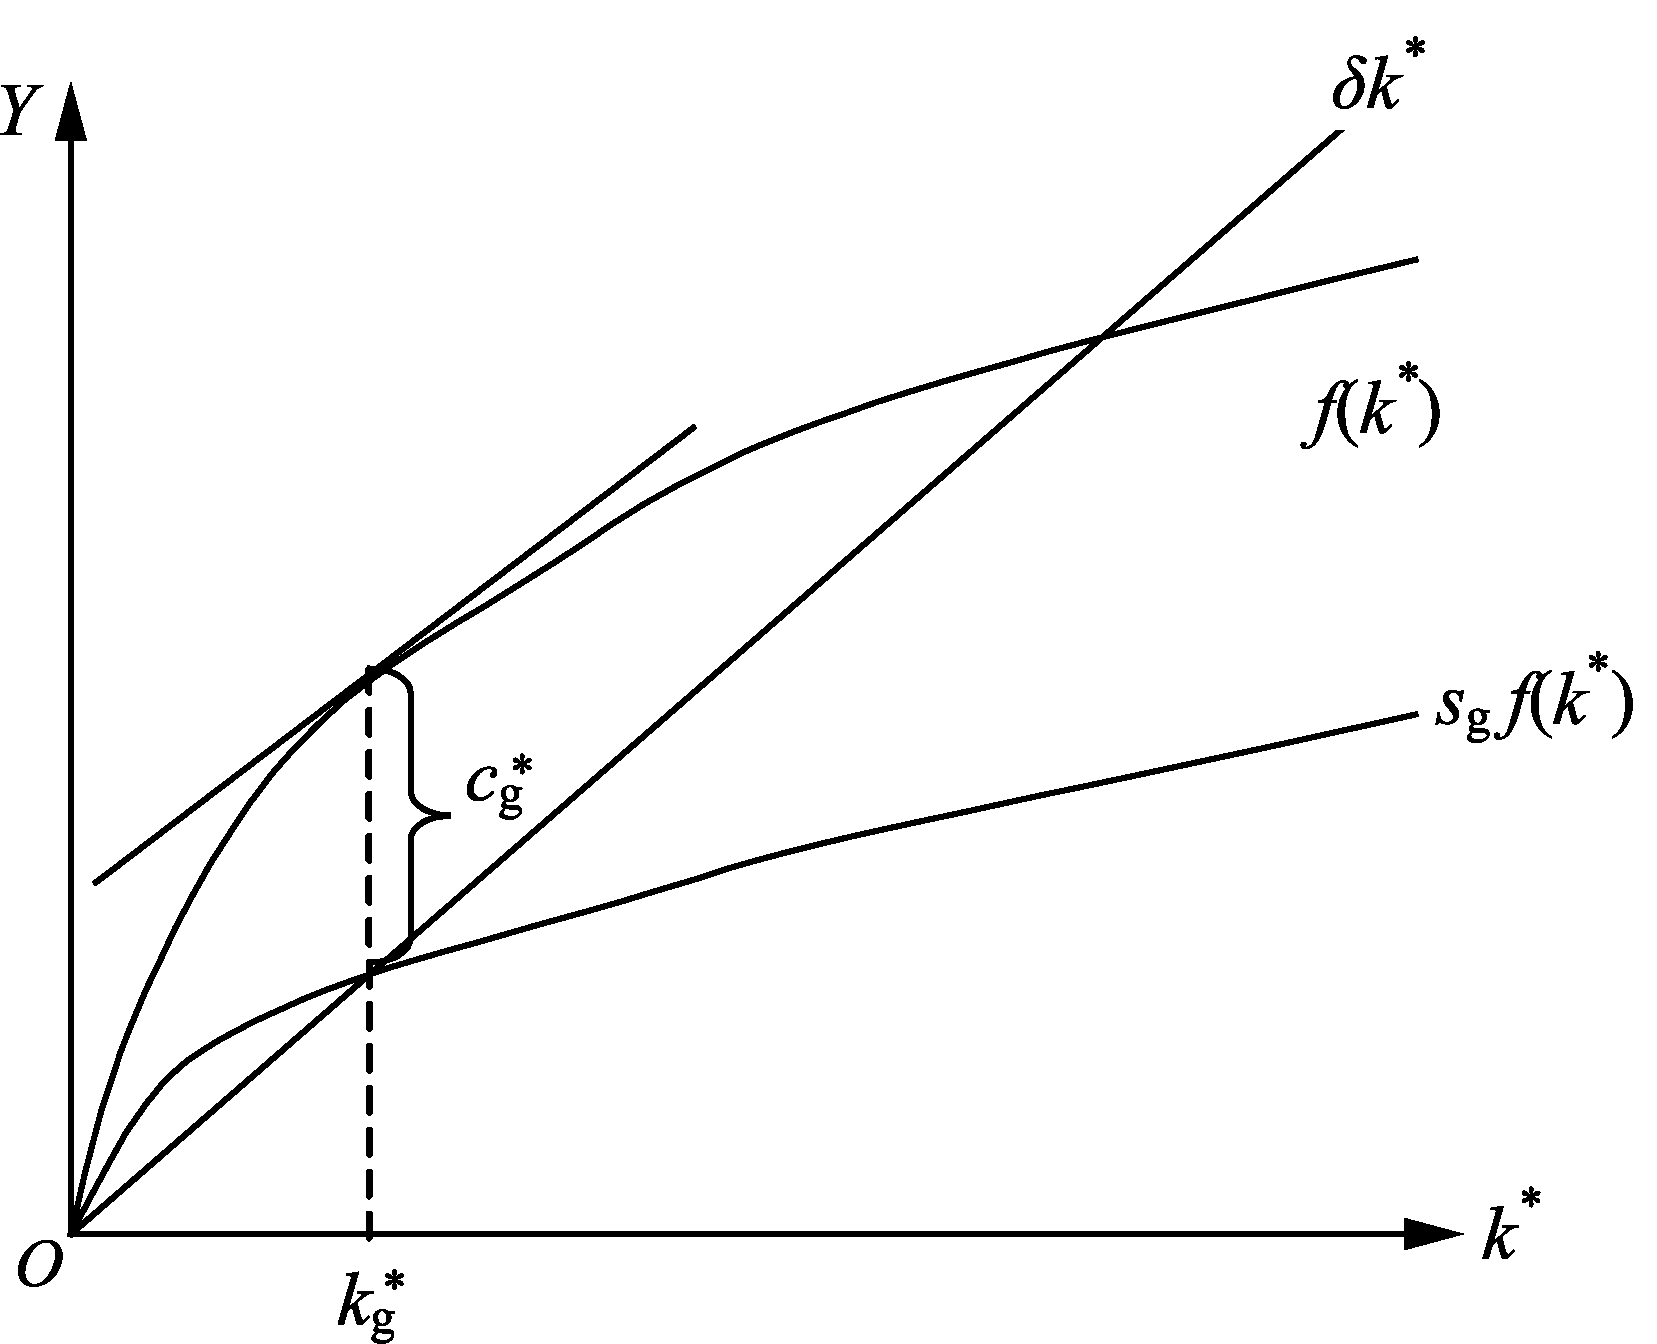 Y
δk*
f(k*)
s_g f(k*)
c_g*
O
k_g*
k*